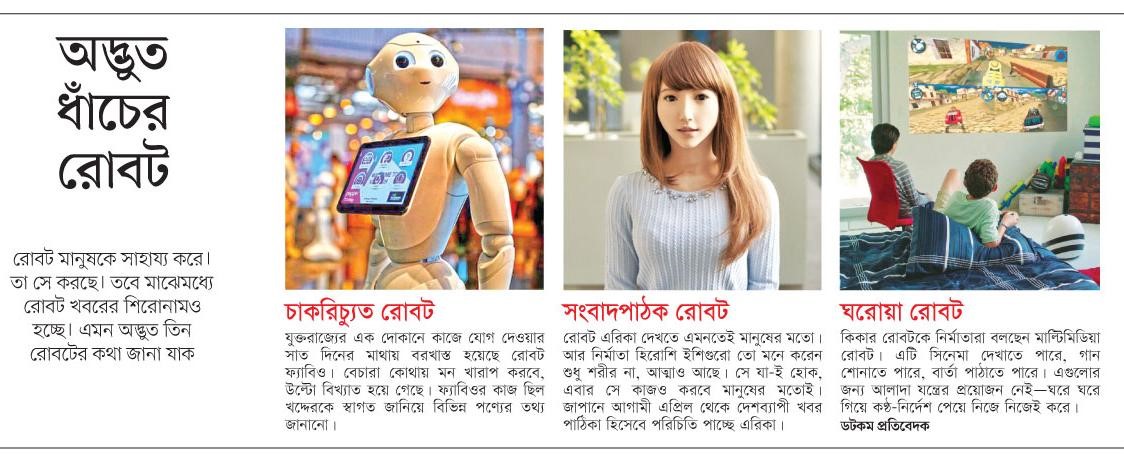 অদ্ভুত
ধাঁচের
রোবট
রোবট মানুষকে সাহায্য করে।
তা সে করছে। তবে মাঝেমধ্যে
রোবট খবরের শিরোনামও
হচ্ছে। এমন অদ্ভুত তিন
রোবটের কথা জানা যাক
চাকরিচ্যুত রোবট
যুক্তরাজ্যের এক দোকানে কাজে যোগ দেওয়ার
সাত দিনের মাথায় বরখাস্ত হয়েছে রোবট
ফ্যাবিও। বেচারা কোথায় মন খারাপ করবে,
উল্টো বিখ্যাত হয়ে গেছে। ফ্যাবিওর কাজ ছিল
খদ্দেরকে স্বাগত জানিয়ে বিভিন্ন পণ্যের তথ্য
জানানো।
সংবাদপাঠক রোবট
রোবট এরিকা দেখতে এমনতেই মানুষের মতো।
আর নির্মাতা হিরোশি ইশিগুরো তো মনে করেন
শুধু শরীর না, আত্মাও আছে। সে যা-ই হোক,
এবার সে কাজও করবে মানুষের মতোই।
জাপানে আগামী এপ্রিল থেকে দেশব্যাপী খবর
পাঠিকা হিসেবে পরিচিতি পাচ্ছে এরিকা।
ঘরোয়া রোবট
কিকার রোবটকে নির্মাতারা বলছেন মাল্টিমিডিয়া
রোবট। এটি সিনেমা দেখাতে পারে, গান
শোনাতে পারে, বার্তা পাঠাতে পারে। এগুলোর
জন্য আলাদা যন্ত্রের প্রয়োজন নেই—ঘরে ঘরে
গিয়ে কণ্ঠ-নির্দেশ পেয়ে নিজে নিজেই করে।
ডটকম প্রতিবেদক